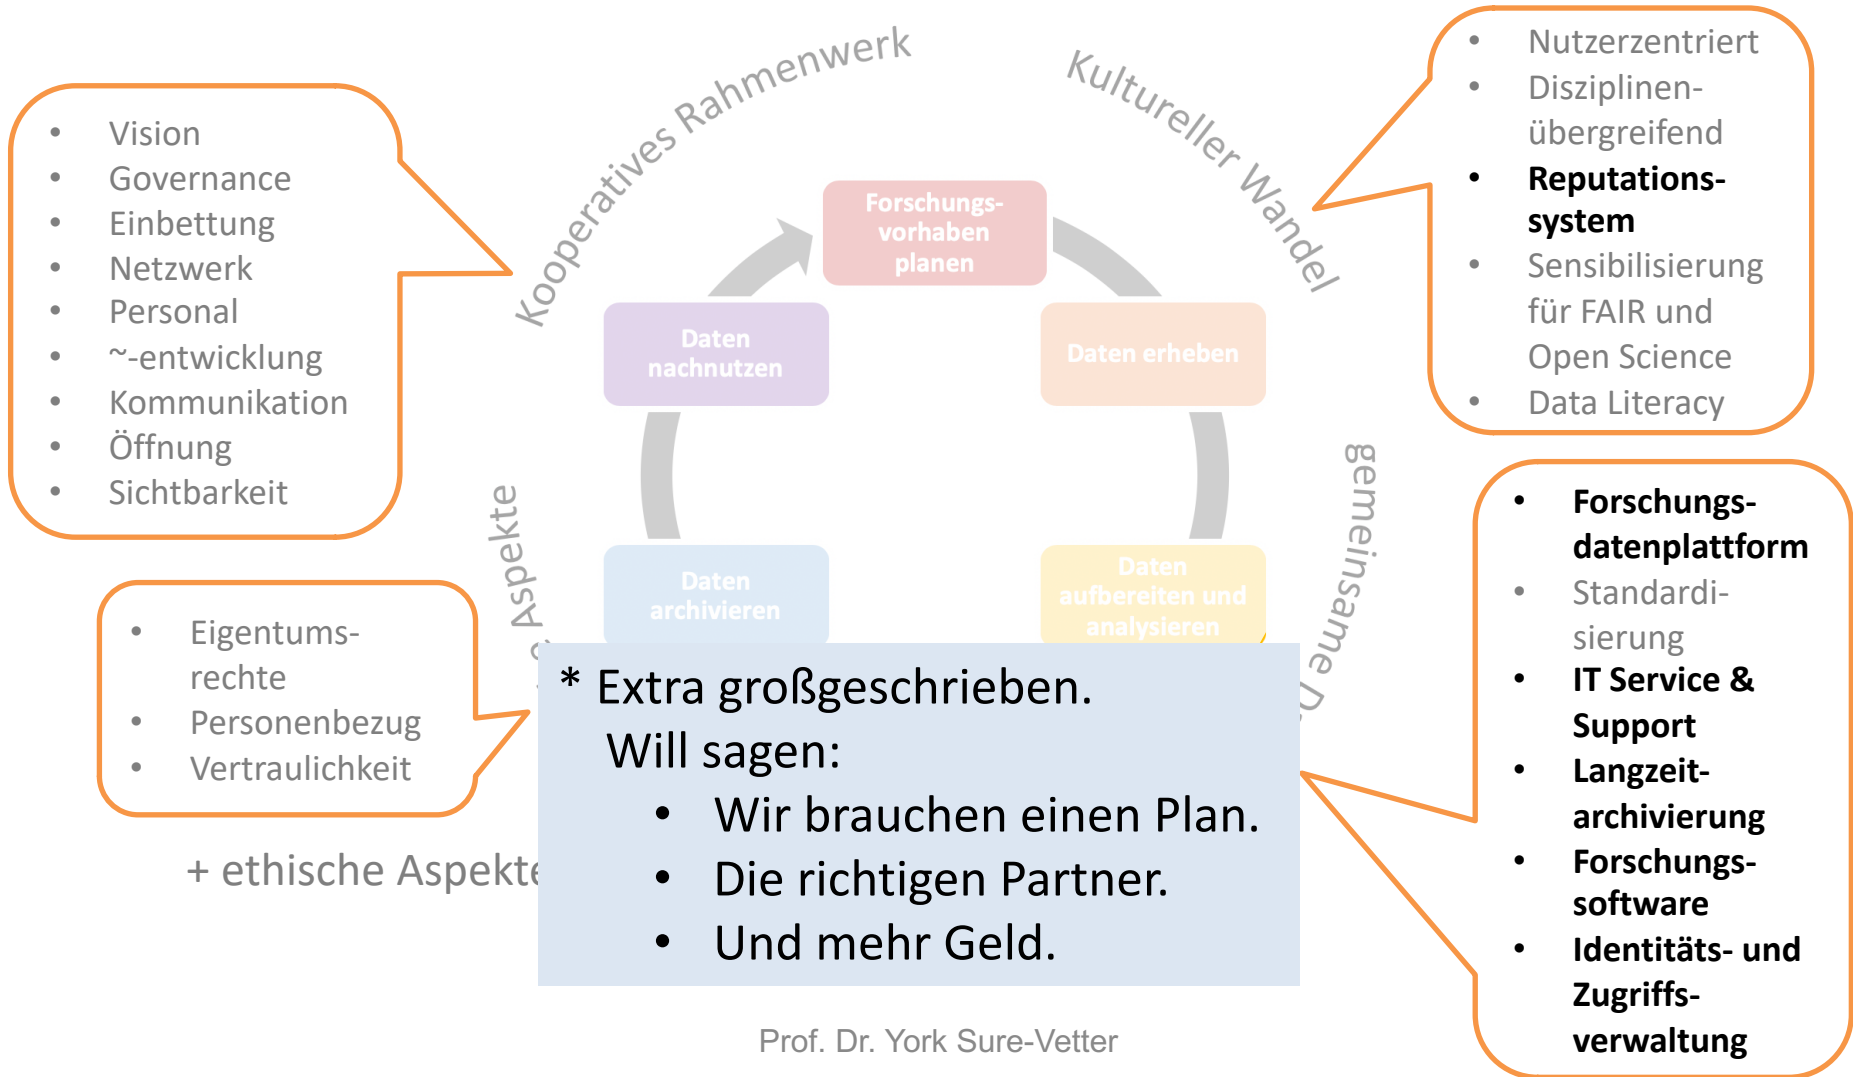 Kooperatives Rahmenwerk
Kultureller Wandel
• Vision
• Governance
• Einbettung
• Netzwerk
• Personal
• ~-entwicklung
• Kommunikation
• Öffnung
• Sichtbarkeit
• Nutzerzentriert
• Disziplinen-
übergreifend
• Reputations-
system
• Sensibilisierung
für FAIR und
Open Science
• Data Literacy
Forschungs-
vorhaben
planen
Daten
nachnutzen
Daten erheben
Daten
archivieren
Daten
aufbereiten und
analysieren
Aspekte
gemeinsame
• Eigentums-
rechte
• Personenbezug
• Vertraulichkeit
+ ethische Aspekte
• Forschungs-
datenplattform
• Standardi-
sierung
• IT Service &
Support
• Langzeit-
archivierung
• Forschungs-
software
• Identitäts- und
Zugriffs-
verwaltung
* Extra großgeschrieben.
Will sagen:
• Wir brauchen einen Plan.
• Die richtigen Partner.
• Und mehr Geld.
Prof. Dr. York Sure-Vetter